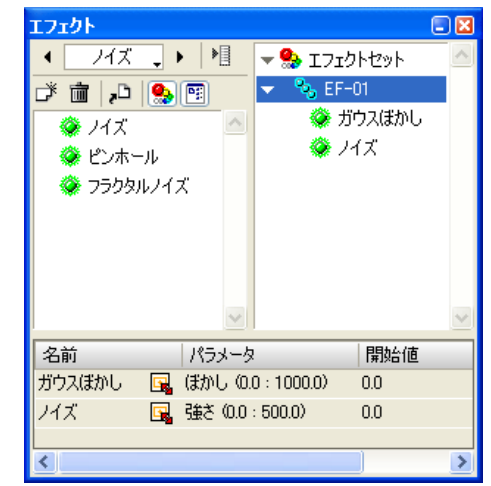 エフェクト
ノイズ
ノイズ
ピンホール
フラクタルノイズ
エフェクトセット
EF-01
ガウスぼかし
ノイズ
名前 パラメータ 開始値
ガウスぼかし ぼかし (0.0 : 1000.0) 0.0
ノイズ 強さ (0.0 : 500.0) 0.0